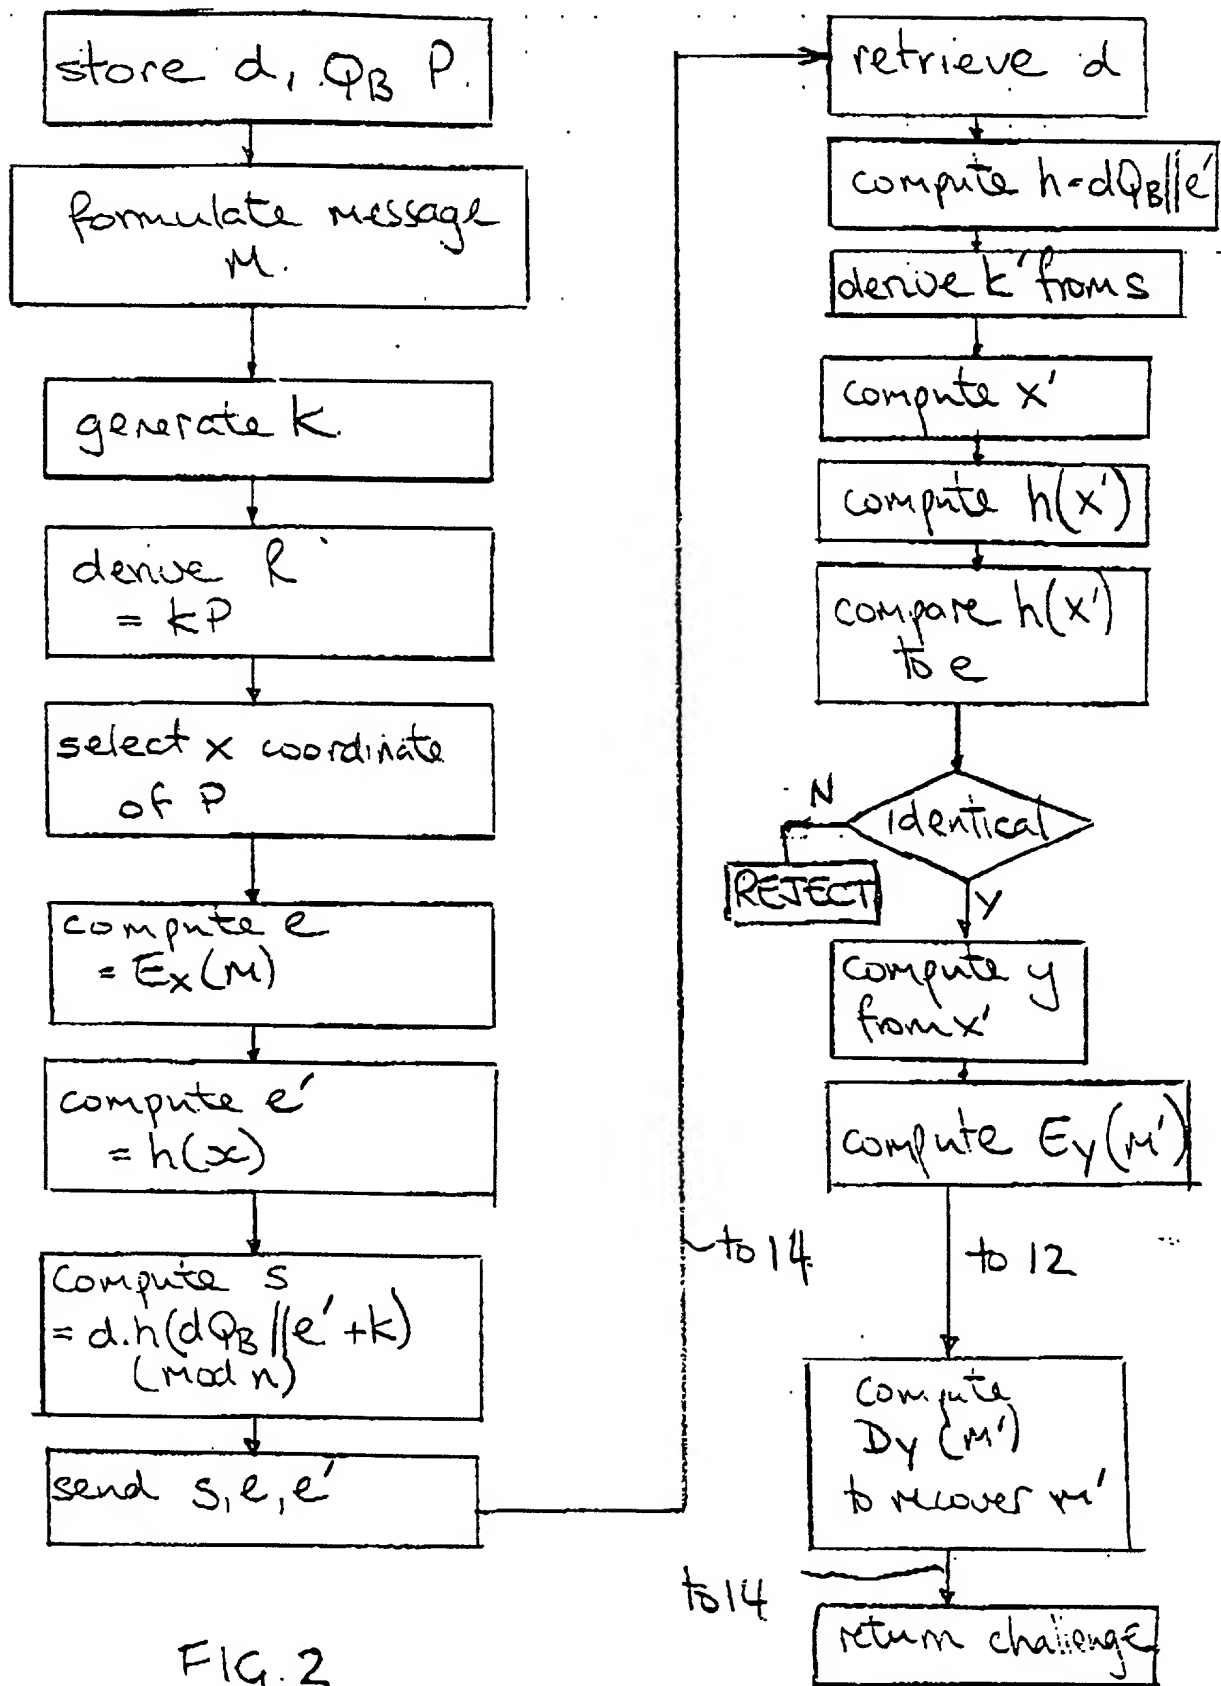 store d, QB P.
formulate message
M.
generate k.
derive R
= kP
select x coordinate
of P
compute e
= Ex(M)
compute e'
= h(x)
compute s
= d.h(dQB||e'+k)
(mod n)
send s, e, e'
to 14
retrieve d
compute h=dQB||e'
derive k' from s
compute x'
compute h(x')
compare h(x')
to e
identical
N
REJECT
Y
compute y
from x'
compute Ey(M')
to 12
compute
Dy (M')
to recover m'
to 14
return challenge
FIG. 2